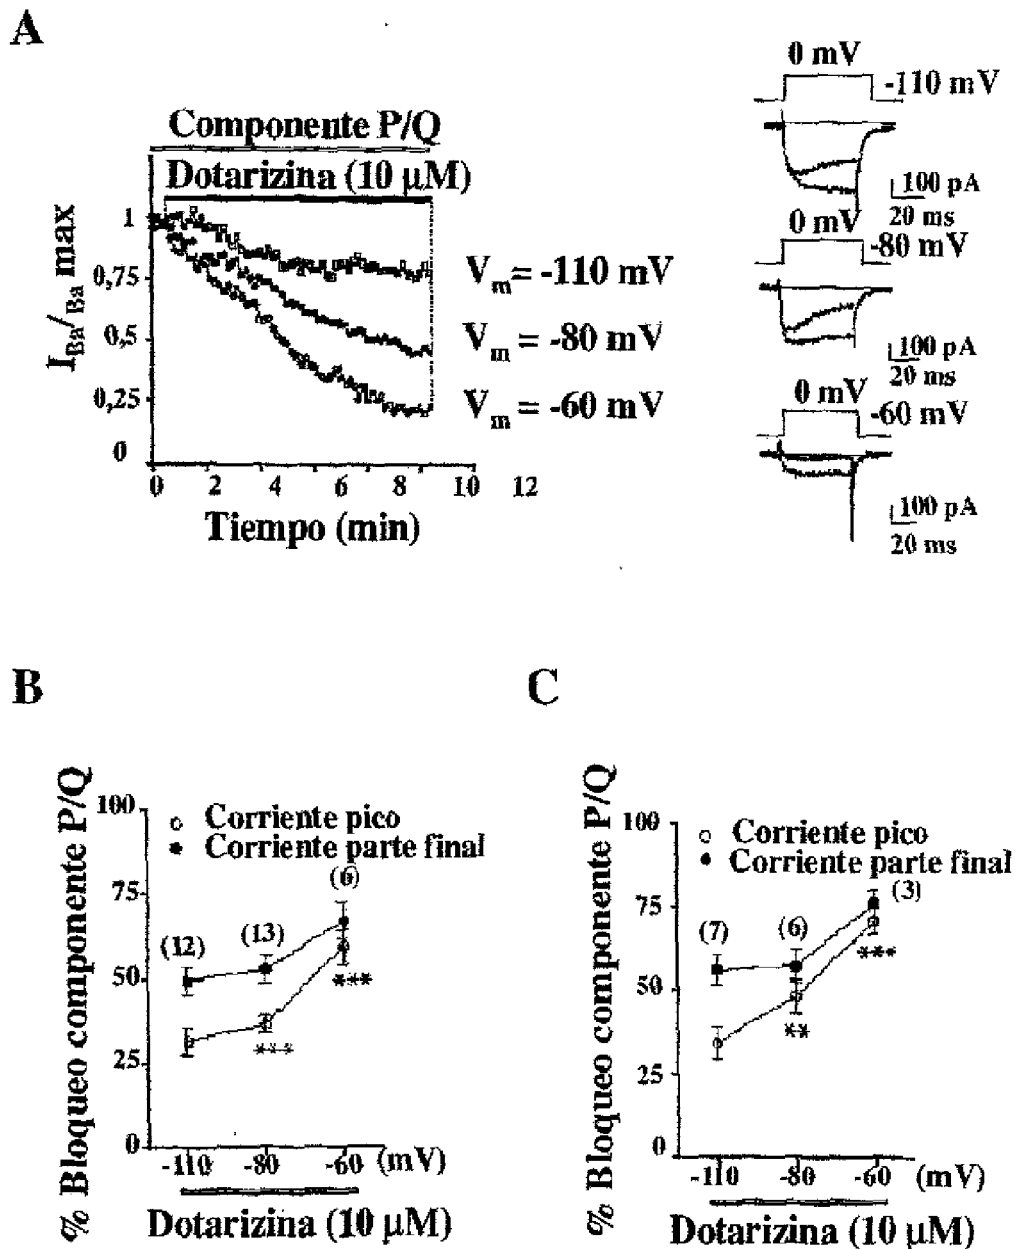 A
Componente P/Q
Dotarizina (10 µM)
I Ba/Ba max
1
0,75
0,5
0,25
0
0 2 4 6 8 10 12
Tiempo (min)
Vm = -110 mV
Vm = -80 mV
Vm = -60 mV
0 mV
-110 mV
100 pA
20 ms
0 mV
-80 mV
100 pA
20 ms
0 mV
-60 mV
100 pA
20 ms
B
% Bloqueo componente P/Q
100
75
50
25
0
Corriente pico
Corriente parte final
(12)
(13)
(6)
***
***
-110 -80 -60 (mV)
Dotarizina (10 µM)
C
% Bloqueo componente P/Q
100
75
50
25
0
Corriente pico
Corriente parte final
(7)
(6)
(3)
**
***
-110 -80 -60 (mV)
Dotarizina (10 µM)